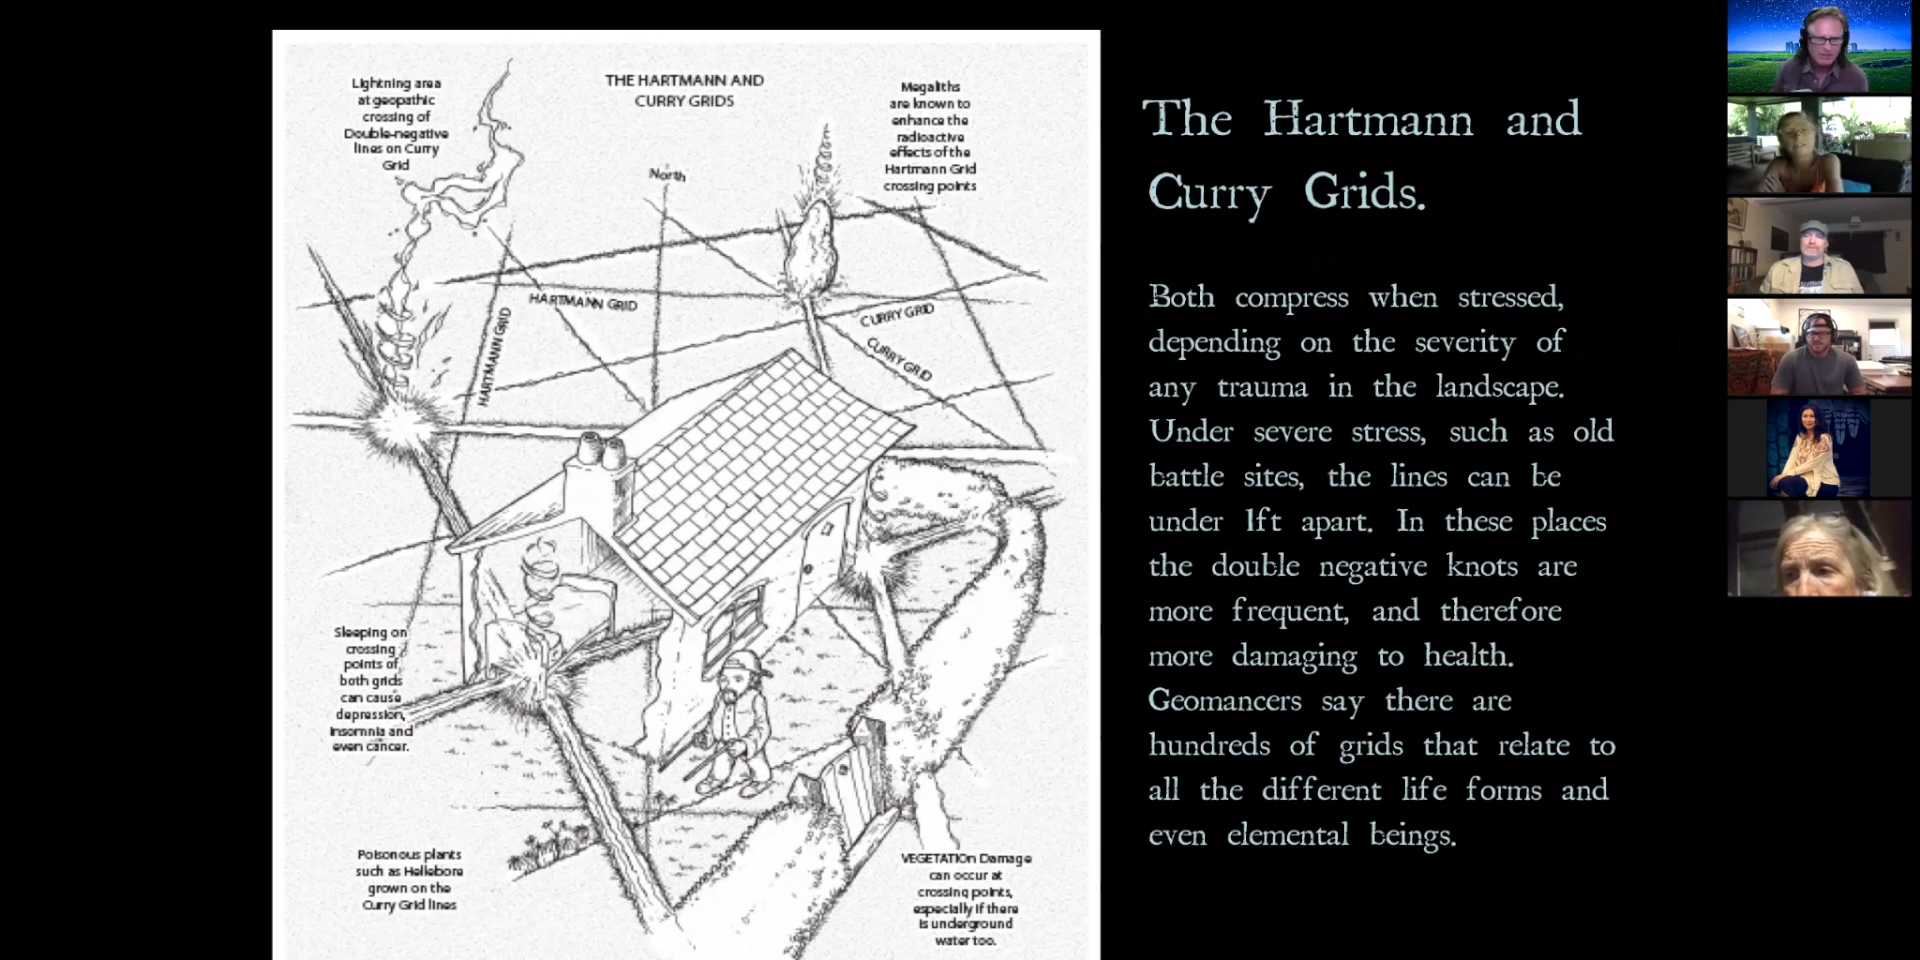 Lightning area
at geopathic
crossing of
Double-negative
lines on Curry
Grid
THE HARTMANN AND
CURRY GRIDS
Megaliths
are known to
enhance the
radioactive
effects of the
Hartmann Grid
crossing points
North
HARTMANN GRID
HARTMANN GRID
CURRY GRID
CURRY GRID
Sleeping on
crossing
points of
both grids
can cause
depression,
insomnia and
even cancer.
Poisonous plants
such as Hellebore
grown on the
Curry Grid lines
VEGETATIOn Damage
can occur at
crossing points,
especially if there
is underground
water too.
The Hartmann and
Curry Grids.
Both compress when stressed,
depending on the severity of
any trauma in the landscape.
Under severe stress, such as old
battle sites, the lines can be
under 1ft apart. In these places
the double negative knots are
more frequent, and therefore
more damaging to health.
Geomancers say there are
hundreds of grids that relate to
all the different life forms and
even elemental beings.